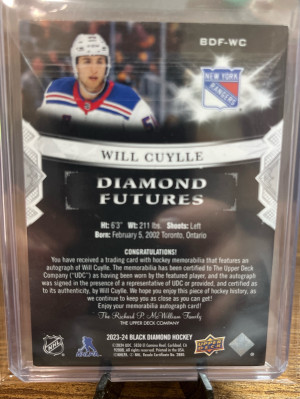 BDF-WC
NEW YORK
RANGERS
WILL CUYLLE
DIAMOND
FUTURES
Ht: 6'3" Wt: 211 lbs. Shoots: Left
Born: February 5, 2002 Toronto, Ontario
CONGRATULATIONS!
You have received a trading card with hockey memorabilia that features an
autograph of Will Cuylle. The memorabilia has been certified to The Upper Deck
Company ("UDC") as having been worn by the featured player, and the autograph
was signed in the presence of a representative of UDC or provided, and certified as
to its authenticity, by Will Cuylle. We hope you enjoy this piece of hockey history, as
we continue to keep you as close as you can get!
Enjoy your memorabilia autograph card!
The Richard P. McWilliam Family
THE UPPER DECK COMPANY
NHL
NHLPA
2023-24 BLACK DIAMOND HOCKEY
UPPER DECK